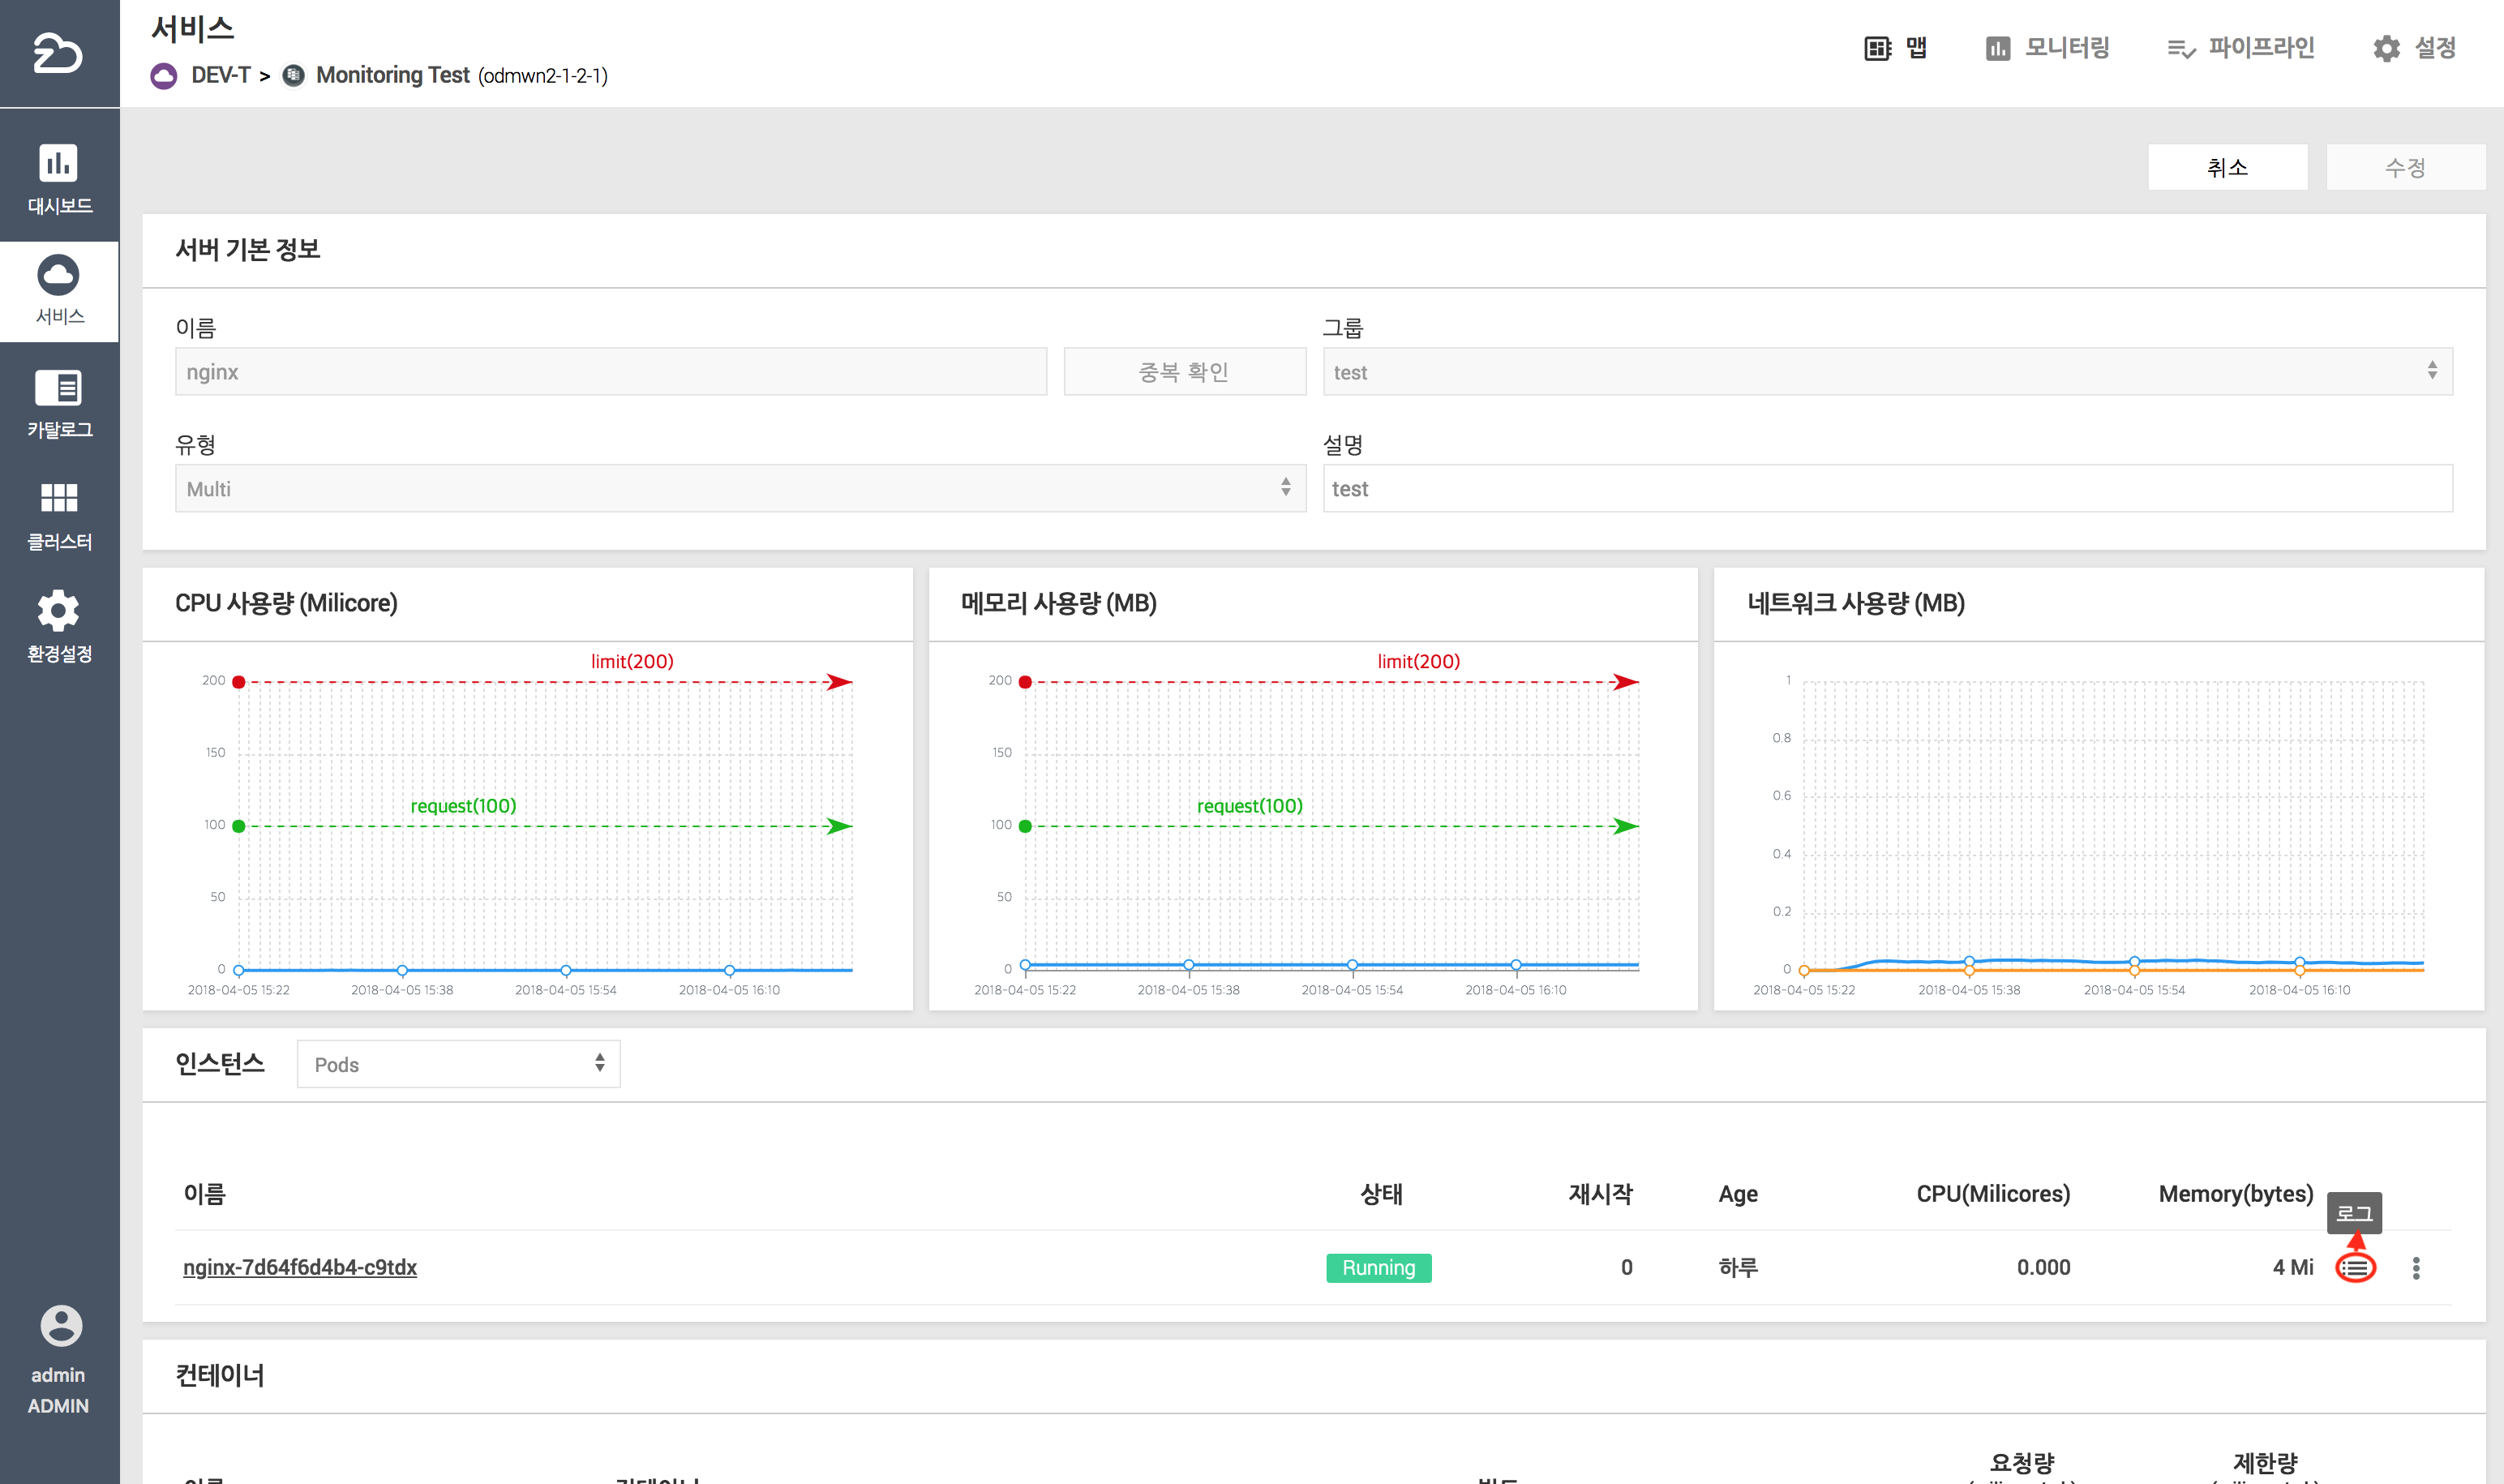 서비스
DEV-T > Monitoring Test (odmwn2-1-2-1)
맵
모니터링
파이프라인
설정
대시보드
서비스
카탈로그
클러스터
환경설정
admin
ADMIN
취소
수정
서버 기본 정보
이름
그룹
nginx
중복 확인
test
유형
설명
Multi
test
CPU 사용량 (Milicore)
limit(200)
200
150
request(100)
100
50
0
2018-04-05 15:22 2018-04-05 15:38 2018-04-05 15:54 2018-04-05 16:10
메모리 사용량 (MB)
limit(200)
200
150
request(100)
100
50
0
2018-04-05 15:22 2018-04-05 15:38 2018-04-05 15:54 2018-04-05 16:10
네트워크 사용량 (MB)
1
0.8
0.6
0.4
0.2
0
2018-04-05 15:22 2018-04-05 15:38 2018-04-05 15:54 2018-04-05 16:10
인스턴스
Pods
이름 상태 재시작 Age CPU(Milicores) Memory(bytes)
로그
nginx-7d64f6d4b4-c9tdx Running 0 하루 0.000 4 Mi
컨테이너
요청량 제한량